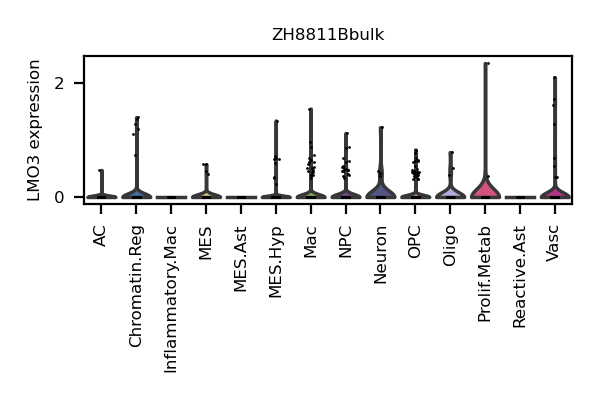 ZH8811Bbulk
LMO3 expression
2
0
AC
Chromatin.Reg
Inflammatory.Mac
MES
MES.Ast
MES.Hyp
Mac
NPC
Neuron
OPC
Oligo
Prolif.Metab
Reactive.Ast
Vasc